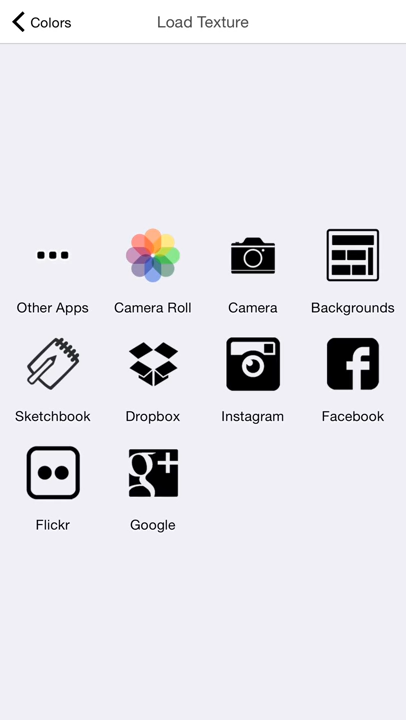 Colors
Load Texture
Other Apps
Camera Roll
Camera
Backgrounds
Sketchbook
Dropbox
Instagram
Facebook
Flickr
Google